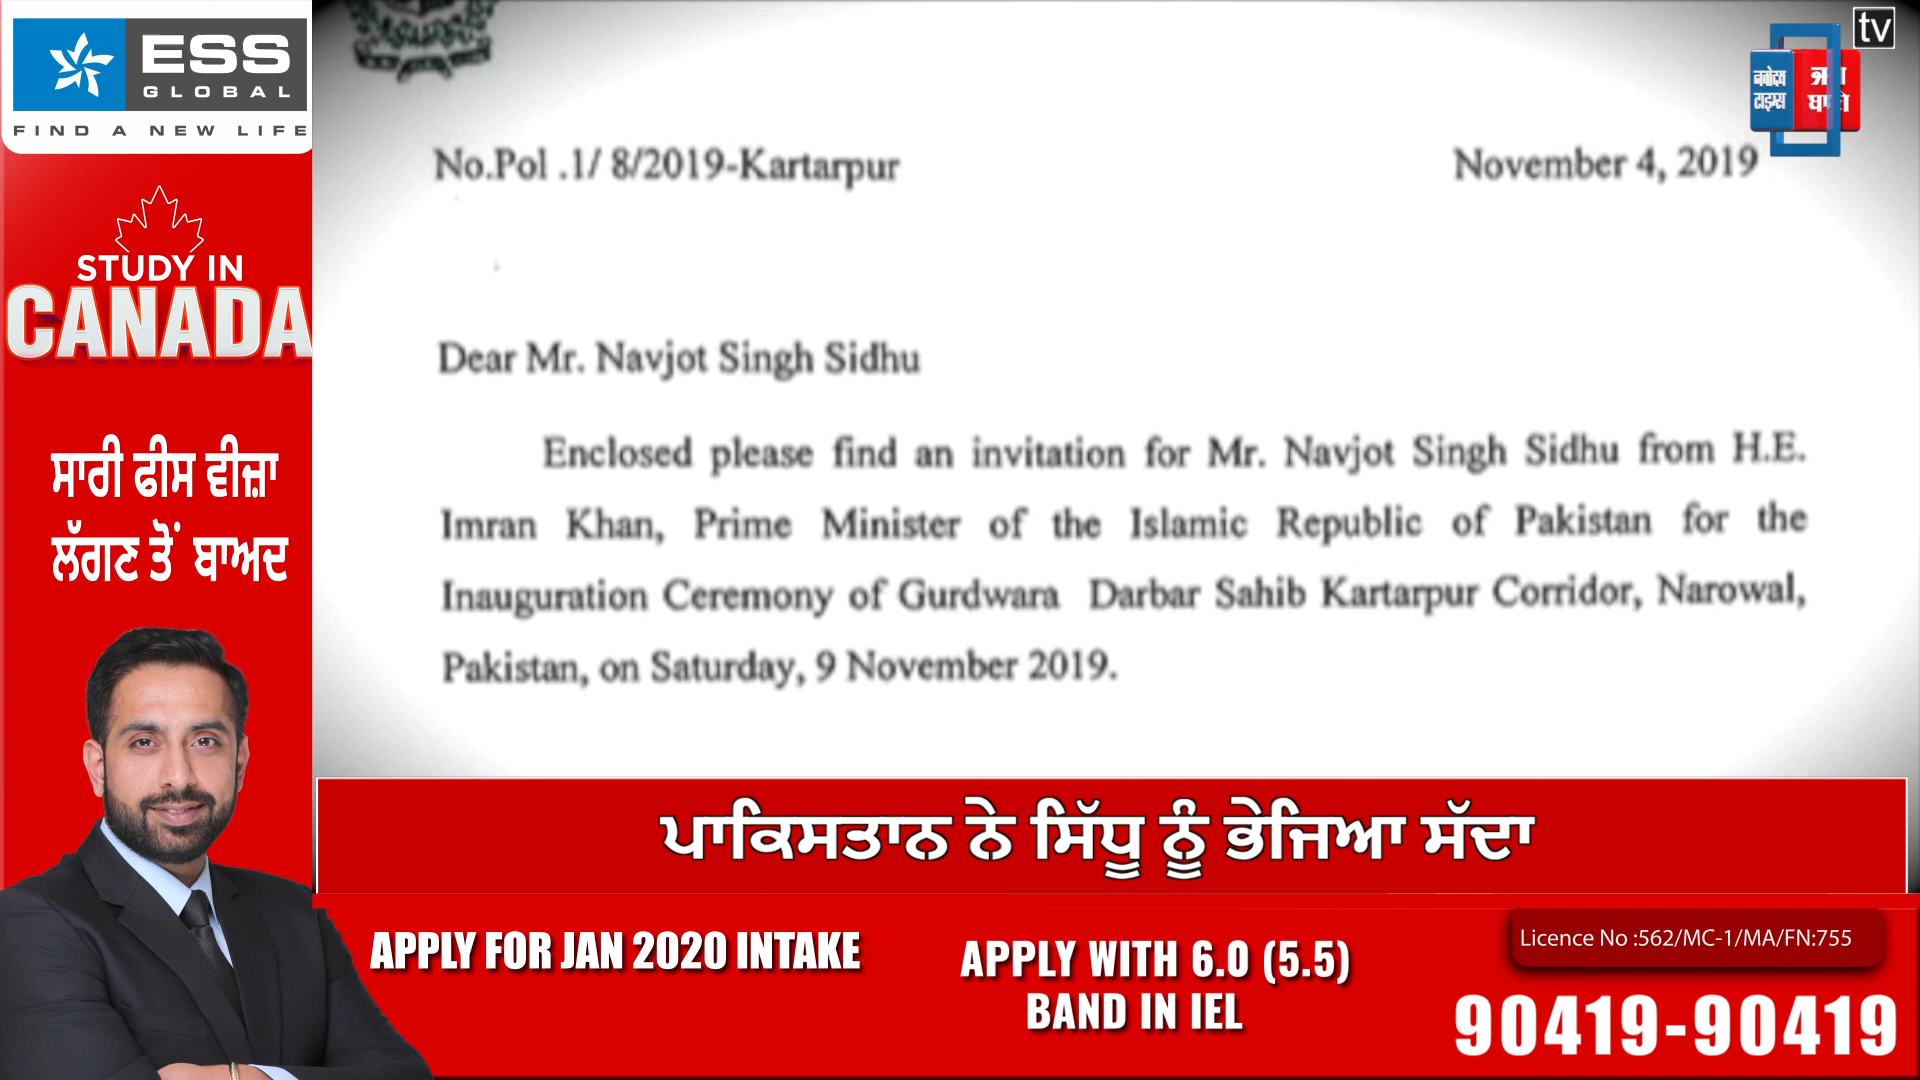 ESS
GLOBAL
FIND A NEW LIFE
STUDY IN
CANADA
ਸਾਰੀ ਫੀਸ ਵੀਜ਼ਾ
ਲੱਗਣ ਤੋਂ ਬਾਅਦ
tv
नवोदय
टाइम्स
ਜਗ
ਬਾਣੀ
No.Pol .1/ 8/2019-Kartarpur
November 4, 2019
Dear Mr. Navjot Singh Sidhu
Enclosed please find an invitation for Mr. Navjot Singh Sidhu from H.E.
Imran Khan, Prime Minister of the Islamic Republic of Pakistan for the
Inauguration Ceremony of Gurdwara Darbar Sahib Kartarpur Corridor, Narowal,
Pakistan, on Saturday, 9 November 2019.
ਪਾਕਿਸਤਾਨ ਨੇ ਸਿੱਧੂ ਨੂੰ ਭੇਜਿਆ ਸੱਦਾ
APPLY FOR JAN 2020 INTAKE
APPLY WITH 6.0 (5.5)
BAND IN IEL
Licence No :562/MC-1/MA/FN:755
90419-90419